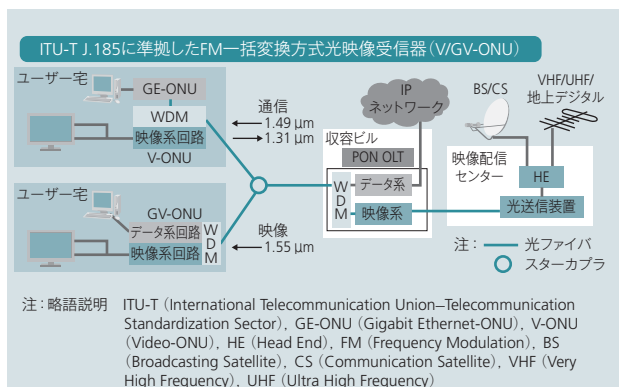 ITU-T J.185に準拠したFM一括変換方式光映像受信器（V/GV-ONU）
ユーザー宅
GE-ONU
WDM
映像系回路
V-ONU
通信
1.49 μm
1.31 μm
IP
ネットワーク
収容ビル
PON OLT
WDM
データ系
映像系
BS/CS
VHF/UHF/
地上デジタル
映像配信
センター
HE
光送信装置
ユーザー宅
GV-ONU
データ系回路
映像系回路
WDM
映像
1.55 μm
注：
光ファイバ
スターカプラ
注：略語説明 ITU-T（International Telecommunication Union–Telecommunication
Standardization Sector），GE-ONU（Gigabit Ethernet-ONU），V-ONU
（Video-ONU），HE（Head End），FM（Frequency Modulation），BS
（Broadcasting Satellite），CS（Communication Satellite），VHF（Very
High Frequency），UHF（Ultra High Frequency）